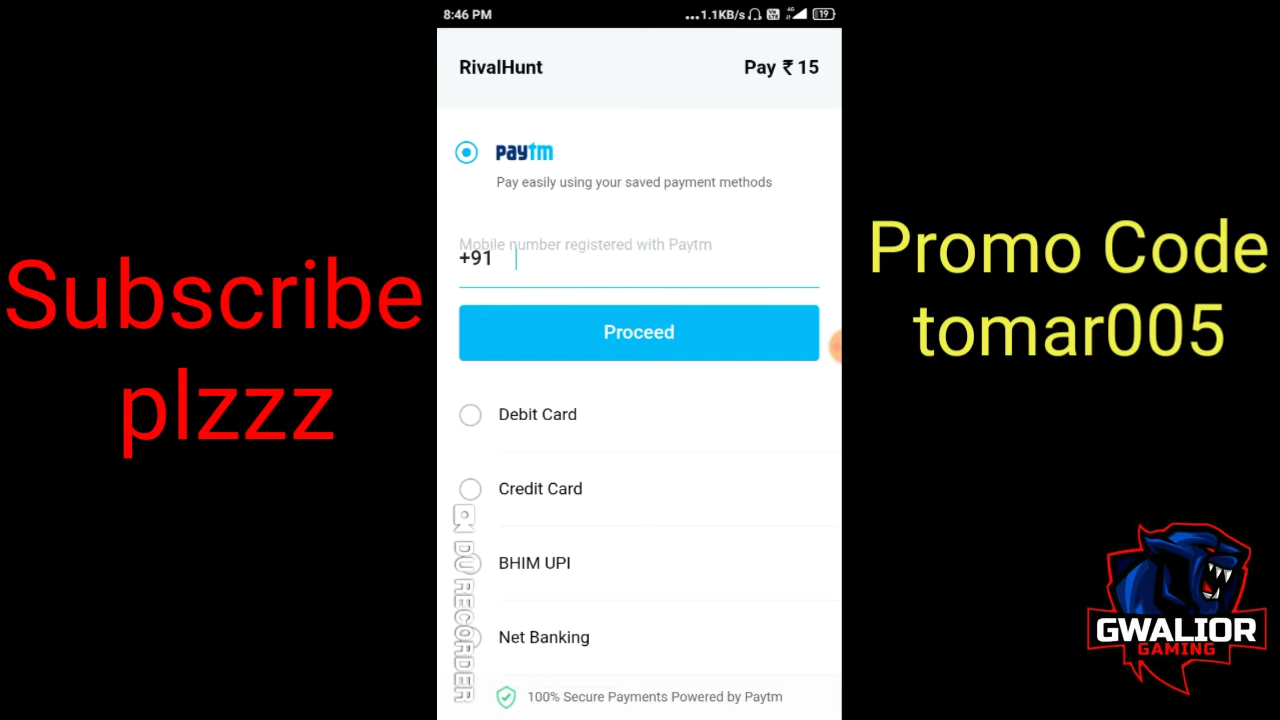 8:46 PM
...1.1KB/s
4G
19
RivalHunt
Pay ₹ 15
paytm
Pay easily using your saved payment methods
Mobile number registered with Paytm
+91
Proceed
Debit Card
Credit Card
BHIM UPI
Net Banking
100% Secure Payments Powered by Paytm
DU RECORDER
Subscribe
plzzz
Promo Code
tomar005
GWALIOR
GAMING